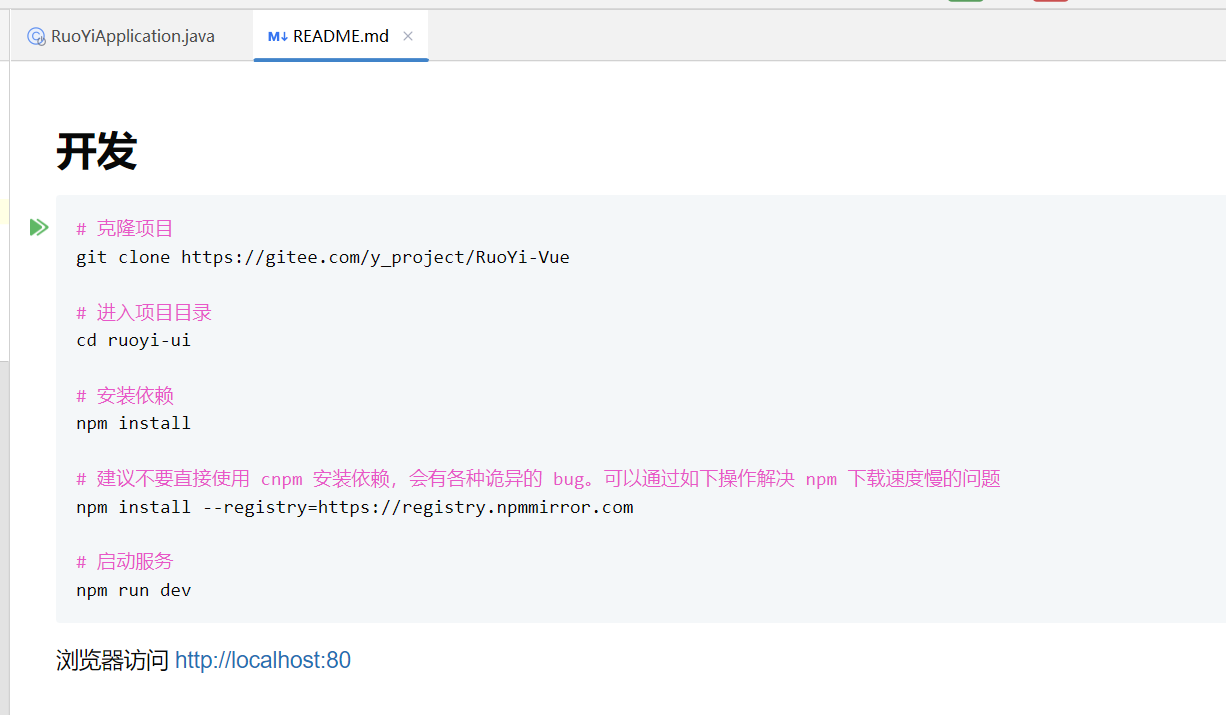 RuoYiApplication.java
M↓ README.md ×
开发
# 克隆项目
git clone https://gitee.com/y_project/RuoYi-Vue
# 进入项目目录
cd ruoyi-ui
# 安装依赖
npm install
# 建议不要直接使用 cnpm 安装依赖，会有各种诡异的 bug。可以通过如下操作解决 npm 下载速度慢的问题
npm install --registry=https://registry.npmmirror.com
# 启动服务
npm run dev
浏览器访问 http://localhost:80